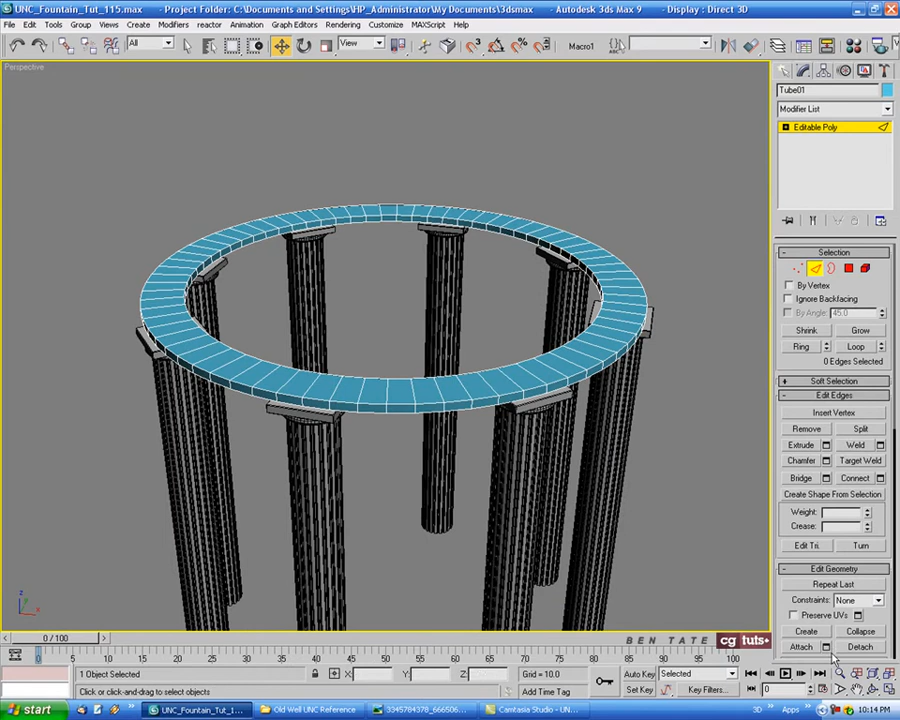 UNC_Fountain_Tut_115.max - Project Folder: C:\Documents and Settings\HP_Administrator\My Documents\3dsmax - Autodesk 3ds Max 9 - Display : Direct 3D
File Edit Tools Group Views Create Modifiers reactor Animation Graph Editors Rendering Customize MAXScript Help
All View Macro1
Perspective
Tube01
Modifier List
Editable Poly
Selection
By Vertex
Ignore Backfacing
By Angle: 45.0
Shrink Grow
Ring Loop
0 Edges Selected
Soft Selection
Edit Edges
Insert Vertex
Remove Split
Extrude Weld
Chamfer Target Weld
Bridge Connect
Create Shape From Selection
Weight:
Crease:
Edit Tri. Turn
Edit Geometry
Repeat Last
Constraints: None
Preserve UVs
Create Collapse
Attach Detach
z
x
0 / 100
BEN TATE cg tuts+
0 5 10 15 20 25 30 35 40 45 50 55 60 65 70 75 80 85 90 95 100
1 Object Selected X: Y: Z: Grid = 10.0 Auto Key Selected
Click or click-and-drag to select objects Add Time Tag Set Key Key Filters... 0
start UNC_Fountain_Tut_1... Old Well UNC Reference 3345784378_666506... Camtasia Studio - UN... 3D Apps 10:14 PM